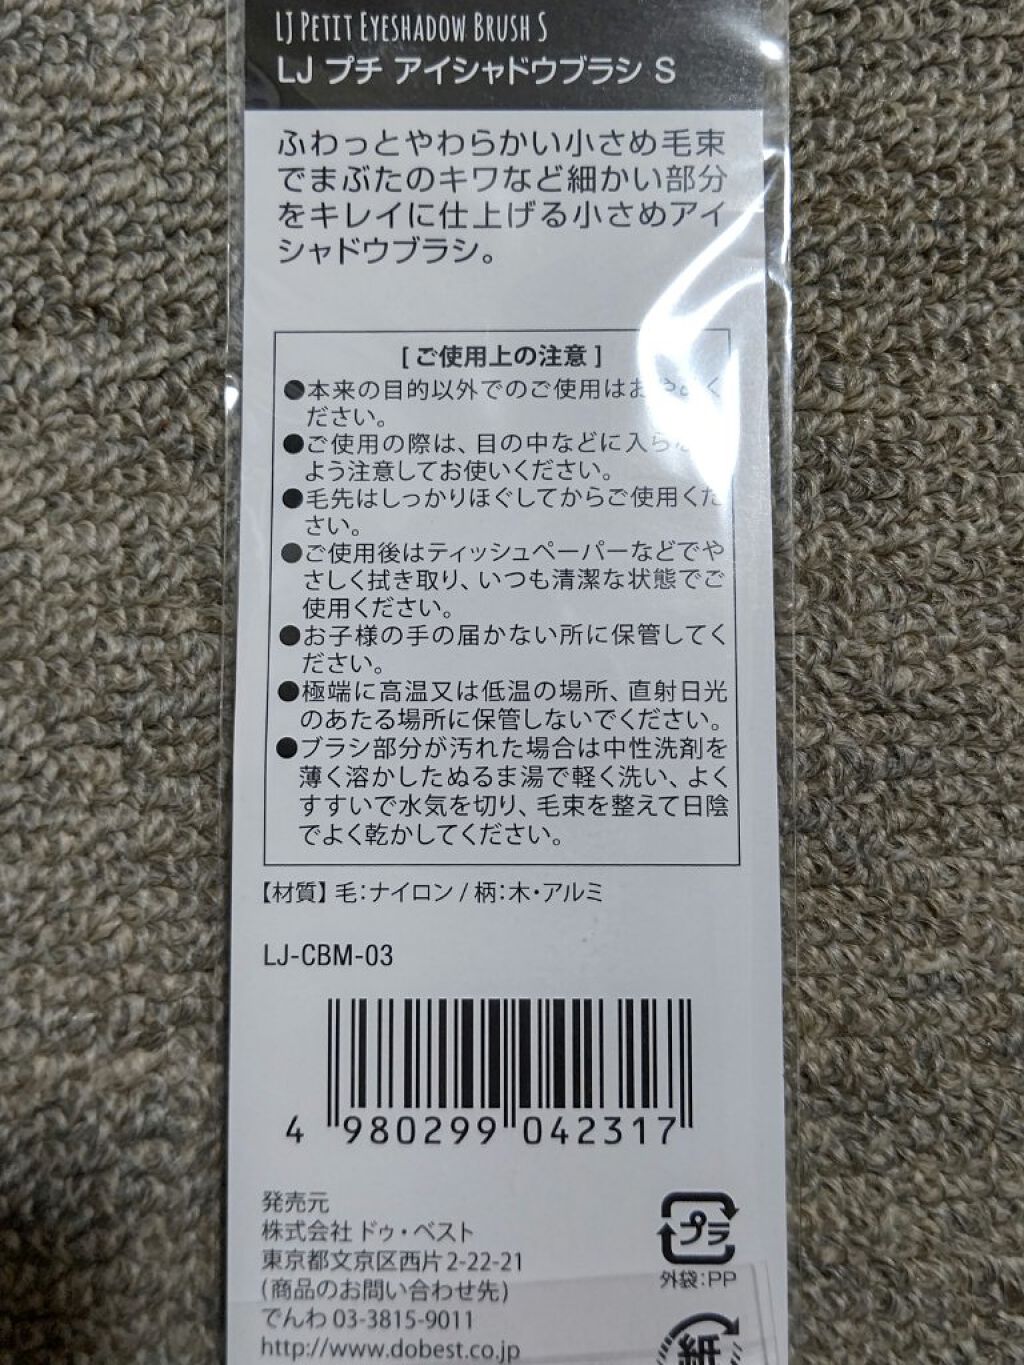 LJ PETIT EYESHADOW BRUSH S
LJ プチ アイシャドウブラシ S
ふわっとやわらかい小さめ毛束
でまぶたのキワなど細かい部分
をキレイに仕上げる小さめアイ
シャドウブラシ。
[ご使用上の注意]
●本来の目的以外でのご使用はおやめく
ださい。
●ご使用の際は、目の中などに入ら
よう注意してお使いください。
●毛先はしっかりほぐしてからご使用くだ
さい。
●ご使用後はティッシュペーパーなどでや
さしく拭き取り、いつも清潔な状態でご
使用ください。
●お子様の手の届かない所に保管してく
ださい。
●極端に高温又は低温の場所、直射日光
のあたる場所に保管しないでください。
●ブラシ部分が汚れた場合は中性洗剤を
薄く溶かしたぬるま湯で軽く洗い、よく
すすいで水気を切り、毛束を整えて日陰
でよく乾かしてください。
【材質】毛:ナイロン / 柄:木・アルミ
LJ-CBM-03
4 980299 042317
発売元
株式会社 ドゥ・ベスト
東京都文京区西片2-22-21
(商品のお問い合わせ先)
でんわ 03-3815-9011
http://www.dobest.co.jp
プラ
外袋:PP
紙